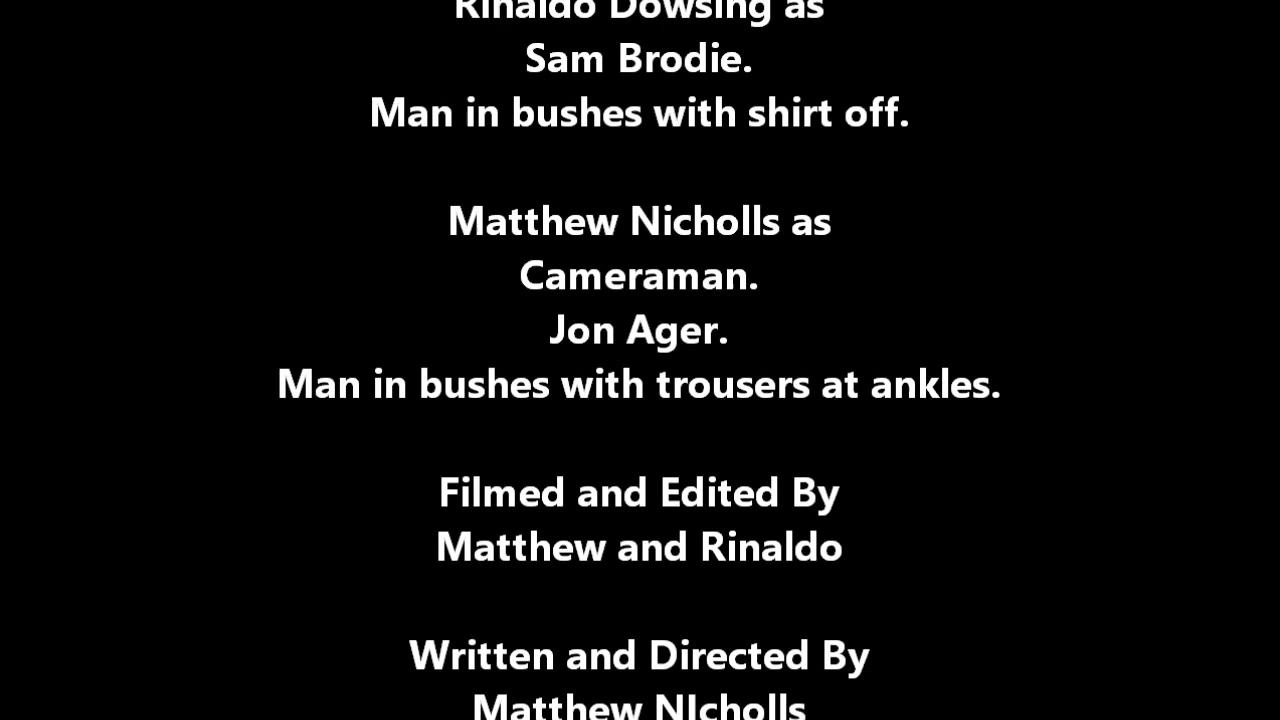 Rinaldo Dowsing as
Sam Brodie.
Man in bushes with shirt off.
Matthew Nicholls as
Cameraman.
Jon Ager.
Man in bushes with trousers at ankles.
Filmed and Edited By
Matthew and Rinaldo
Written and Directed By
Matthew NIcholls